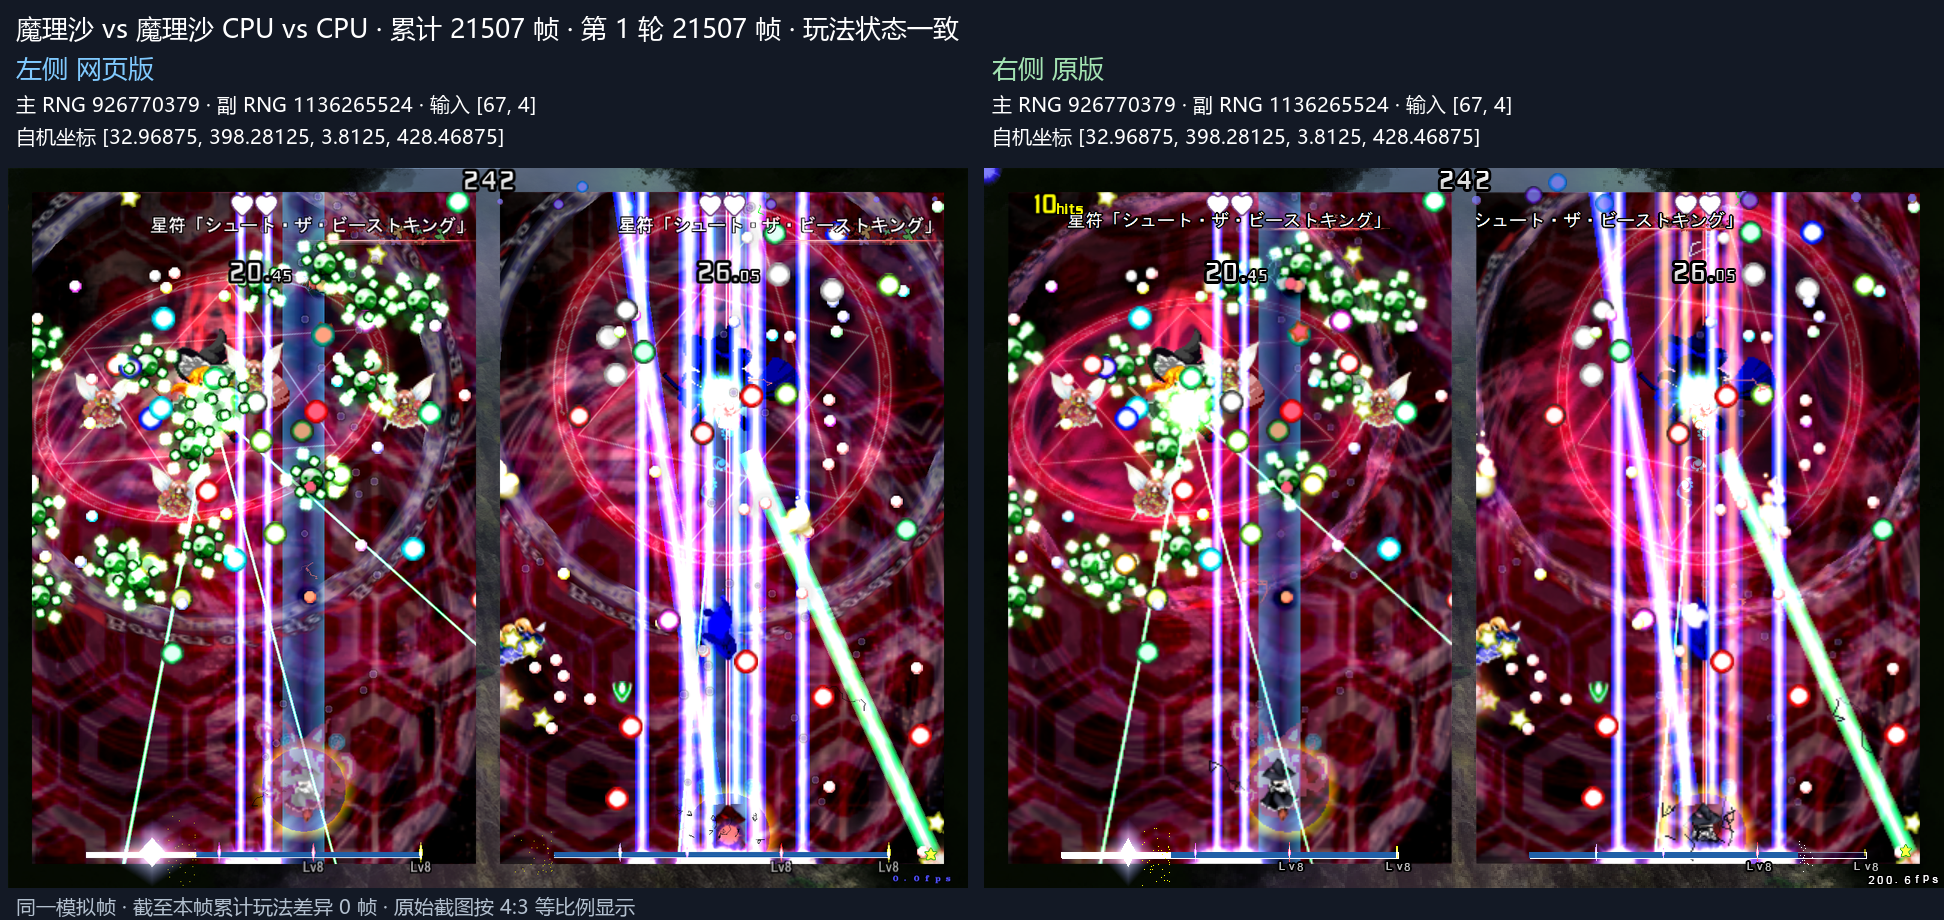 魔理沙 vs 魔理沙 CPU vs CPU · 累计 21507 帧 · 第 1 轮 21507 帧 · 玩法状态一致
左侧 网页版
主 RNG 926770379 · 副 RNG 1136265524 · 输入 [67, 4]
自机坐标 [32.96875, 398.28125, 3.8125, 428.46875]
242
星符「シュート・ザ・ビーストキング」
星符「シュート・ザ・ビーストキング」
20.45
26.05
Lv8
Lv8
Lv8
Lv8
0.0fps
右侧 原版
主 RNG 926770379 · 副 RNG 1136265524 · 输入 [67, 4]
自机坐标 [32.96875, 398.28125, 3.8125, 428.46875]
242
10hits
星符「シュート・ザ・ビーストキング」
シュート・ザ・ビーストキング」
20.45
26.05
Lv8
Lv8
Lv8
Lv8
200.6fps
同一模拟帧 · 截至本帧累计玩法差异 0 帧 · 原始截图按 4:3 等比例显示